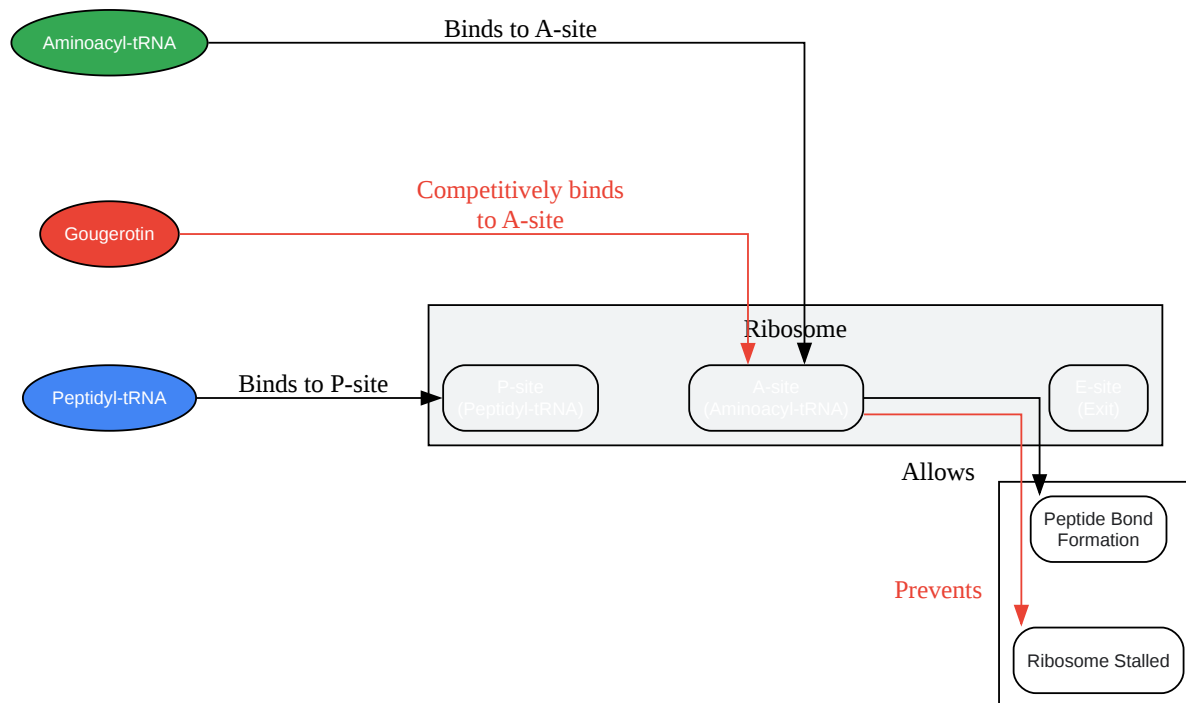 Aminoacyl-tRNA
Binds to A-site
Competitively binds
to A-site
Gougerotin
Ribosome
Peptidyl-tRNA
Binds to P-site
P-site
(Peptidyl-tRNA)
A-site
(Aminoacyl-tRNA)
E-site
(Exit)
Allows
Peptide Bond
Formation
Prevents
Ribosome Stalled